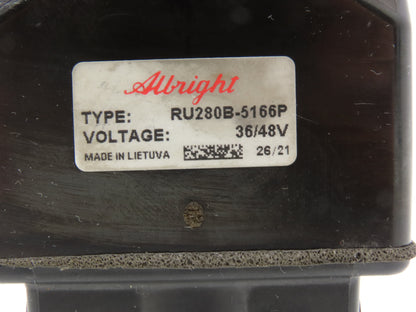 Albright
TYPE: RU280B-5166P
VOLTAGE: 36/48V
MADE IN LIETUVA 26/21